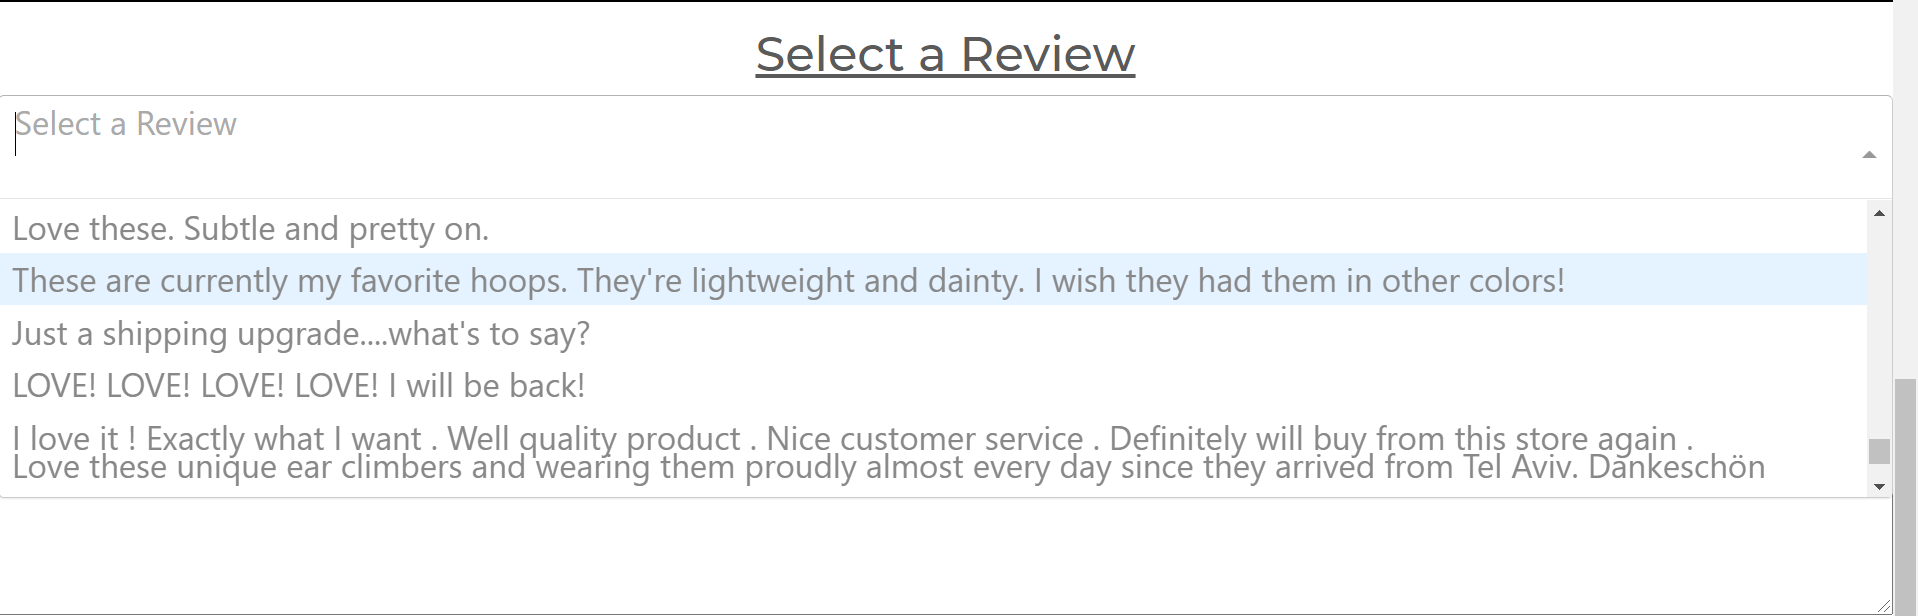 Select a Review
Select a Review
Love these. Subtle and pretty on.
These are currently my favorite hoops. They're lightweight and dainty. I wish they had them in other colors!
Just a shipping upgrade....what's to say?
LOVE! LOVE! LOVE! LOVE! I will be back!
I love it ! Exactly what I want . Well quality product . Nice customer service . Definitely will buy from this store again .
Love these unique ear climbers and wearing them proudly almost every day since they arrived from Tel Aviv. Dankeschön